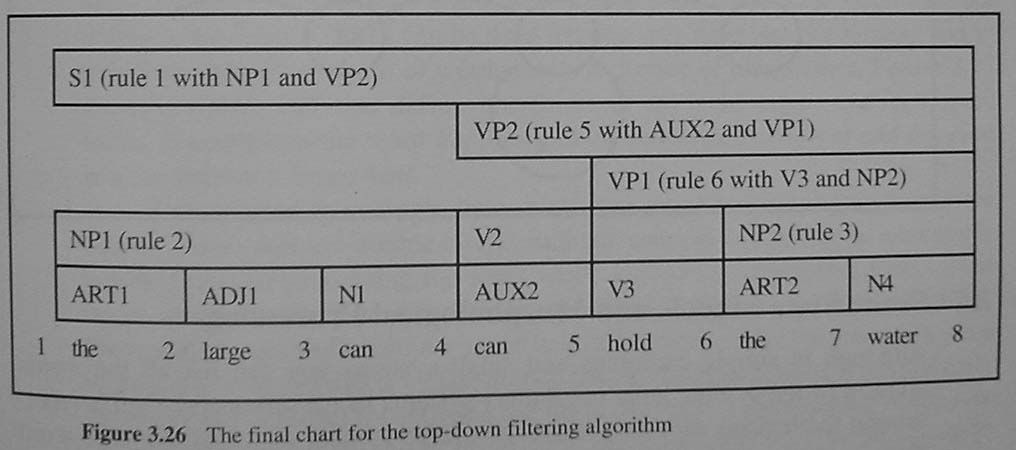 S1 (rule 1 with NP1 and VP2)
VP2 (rule 5 with AUX2 and VP1)
VP1 (rule 6 with V3 and NP2)
NP1 (rule 2) V2 NP2 (rule 3)
ART1 ADJ1 N1 AUX2 V3 ART2 N4
1 the 2 large 3 can 4 can 5 hold 6 the 7 water 8
Figure 3.26 The final chart for the top-down filtering algorithm